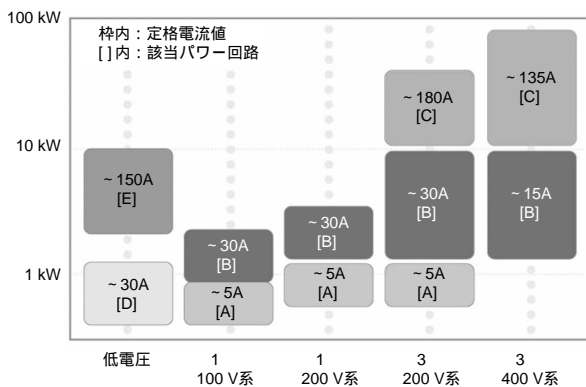 100 kW
枠内：定格電流値
[ ]内：該当パワー回路
~ 180A
[C]
~ 135A
[C]
10 kW
~ 150A
[E]
~ 30A
[B]
~ 30A
[B]
~ 30A
[B]
~ 15A
[B]
1 kW
~ 30A
[D]
~ 5A
[A]
~ 5A
[A]
~ 5A
[A]
低電圧
1
100 V系
1
200 V系
3
200 V系
3
400 V系